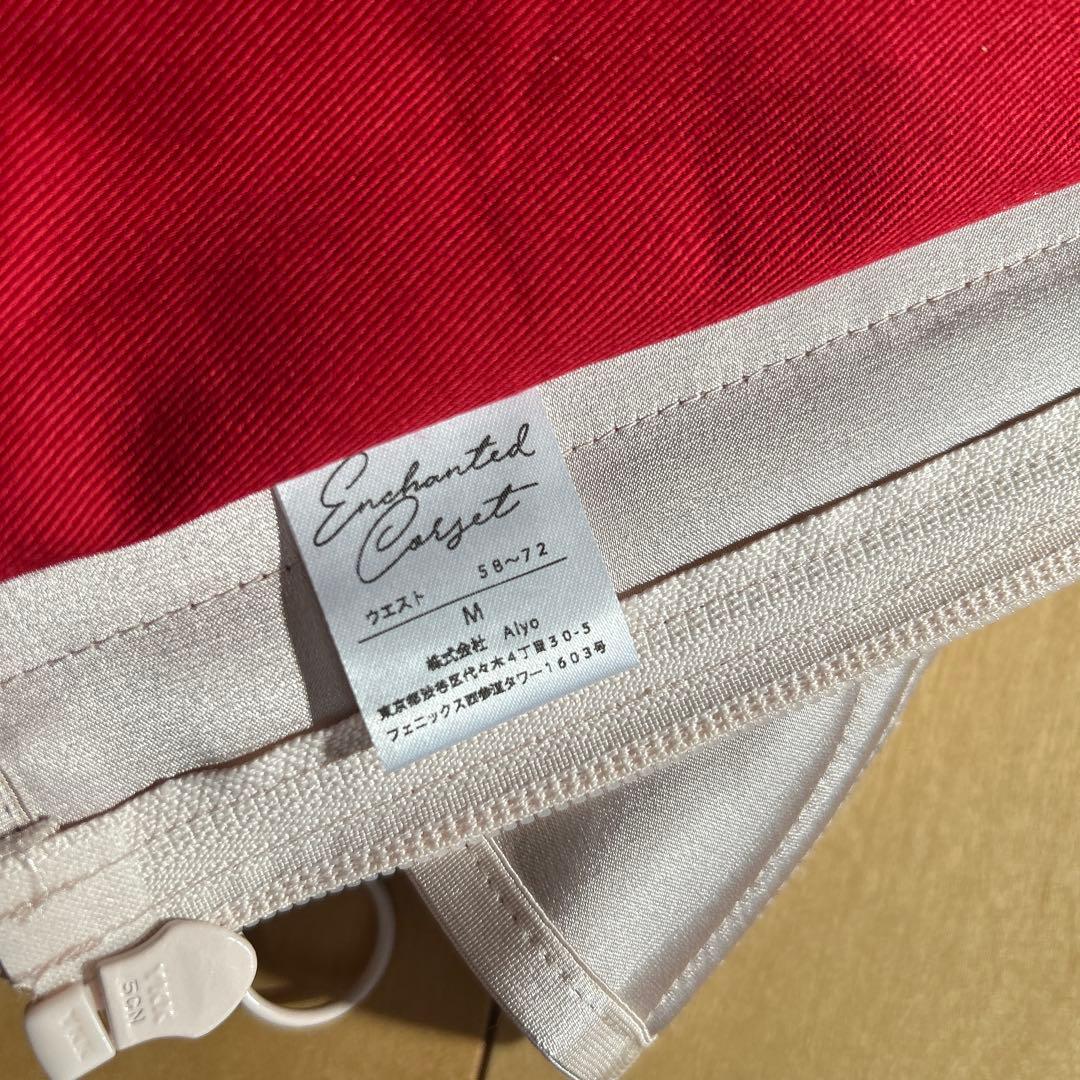 Enchanted
Corset
ウエスト 58~72
M
株式会社 Alyo
東京都渋谷区代々木4丁目30-5
フェニックス西参道タワー1603号
YKK
5CN
YKK